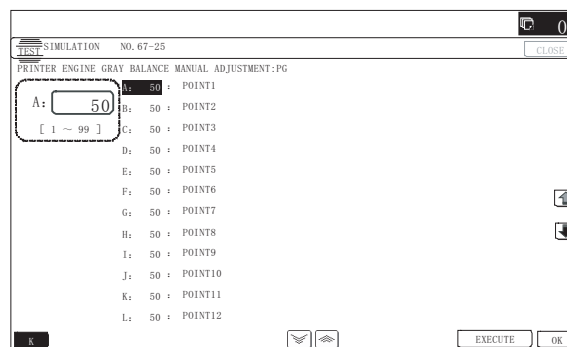 0
TEST SIMULATION NO. 67-25 CLOSE
PRINTER ENGINE GRAY BALANCE MANUAL ADJUSTMENT:PG
A: 50
[ 1 ～ 99 ]
A: 50 : POINT1
B: 50 : POINT2
C: 50 : POINT3
D: 50 : POINT4
E: 50 : POINT5
F: 50 : POINT6
G: 50 : POINT7
H: 50 : POINT8
I: 50 : POINT9
J: 50 : POINT10
K: 50 : POINT11
L: 50 : POINT12
K EXECUTE OK